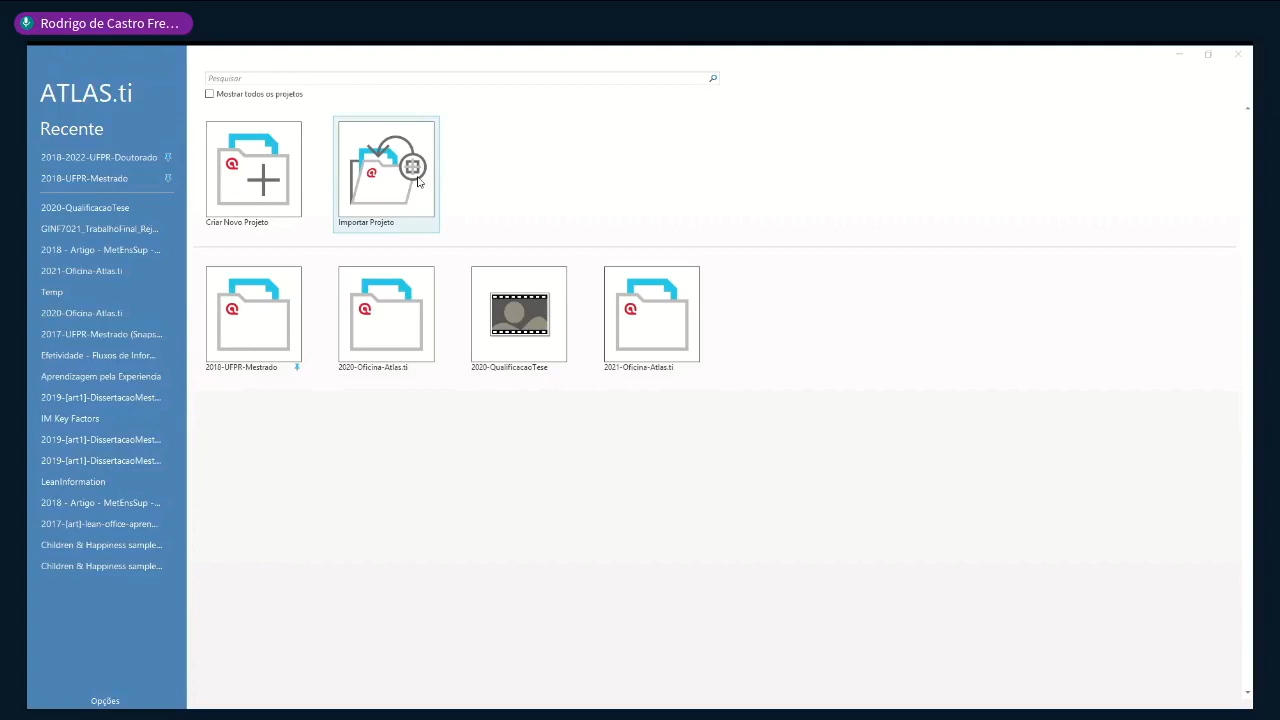 Rodrigo de Castro Fre...
ATLAS.ti
Recente
2018-2022-UFPR-Doutorado
2018-UFPR-Mestrado
2020-QualificacaoTese
GINF7021_TrabalhoFinal_Rej...
2018 - Artigo - MetEnsSup -...
2021-Oficina-Atlas.ti
Temp
2020-Oficina-Atlas.ti
2017-UFPR-Mestrado (Snaps...
Efetividade - Fluxos de Infor...
Aprendizagem pela Experiencia
2019-[art1]-DissertacaoMest...
IM Key Factors
2019-[art1]-DissertacaoMest...
2019-[art1]-DissertacaoMest...
LeanInformation
2018 - Artigo - MetEnsSup -...
2017-[art]-lean-office-apren...
Children & Happiness sample...
Children & Happiness sample...
Opções
Pesquisar
Mostrar todos os projetos
Criar Novo Projeto
Importar Projeto
2018-UFPR-Mestrado
2020-Oficina-Atlas.ti
2020-QualificacaoTese
2021-Oficina-Atlas.ti